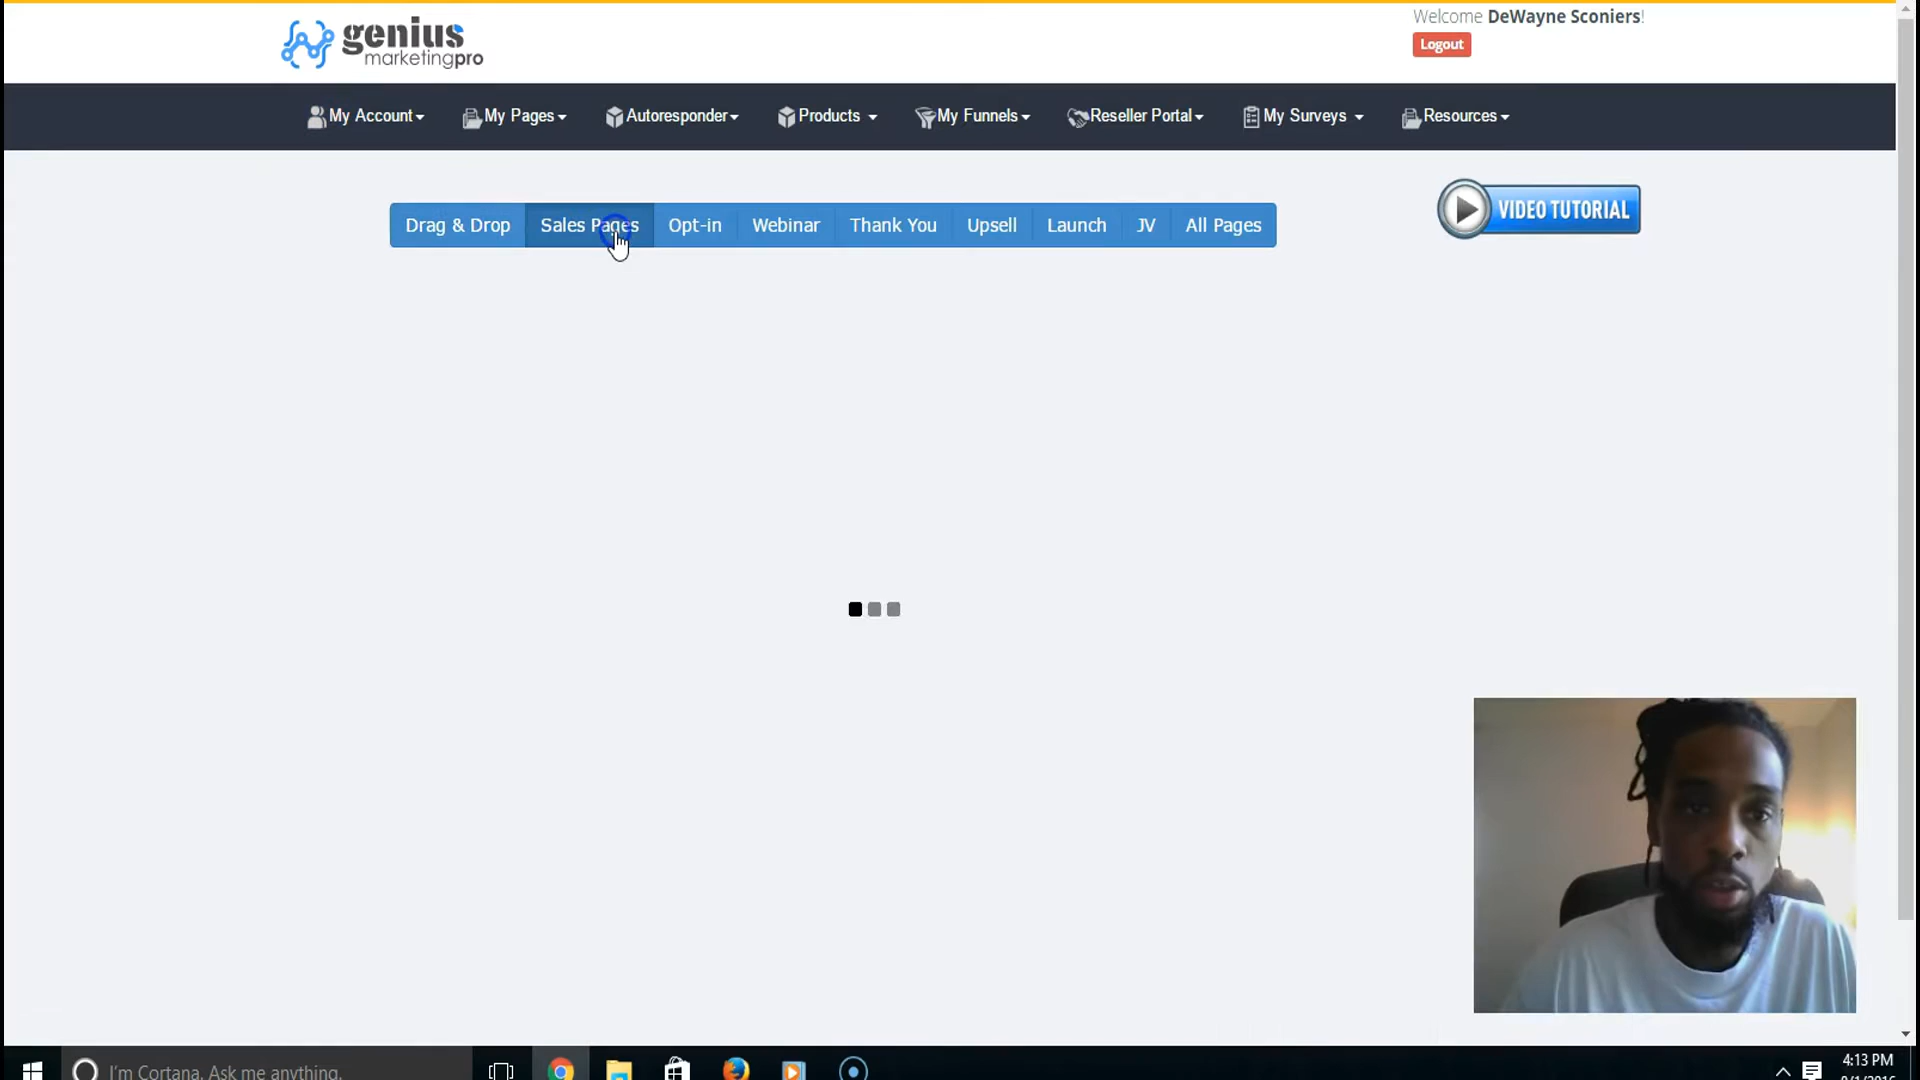 genius
marketingpro
Welcome DeWayne Sconiers!
Logout
My Account
My Pages
Autoresponder
Products
My Funnels
Reseller Portal
My Surveys
Resources
Drag & Drop
Sales Pages
Opt-in
Webinar
Thank You
Upsell
Launch
JV
All Pages
VIDEO TUTORIAL
I'm Cortana. Ask me anything.
4:13 PM